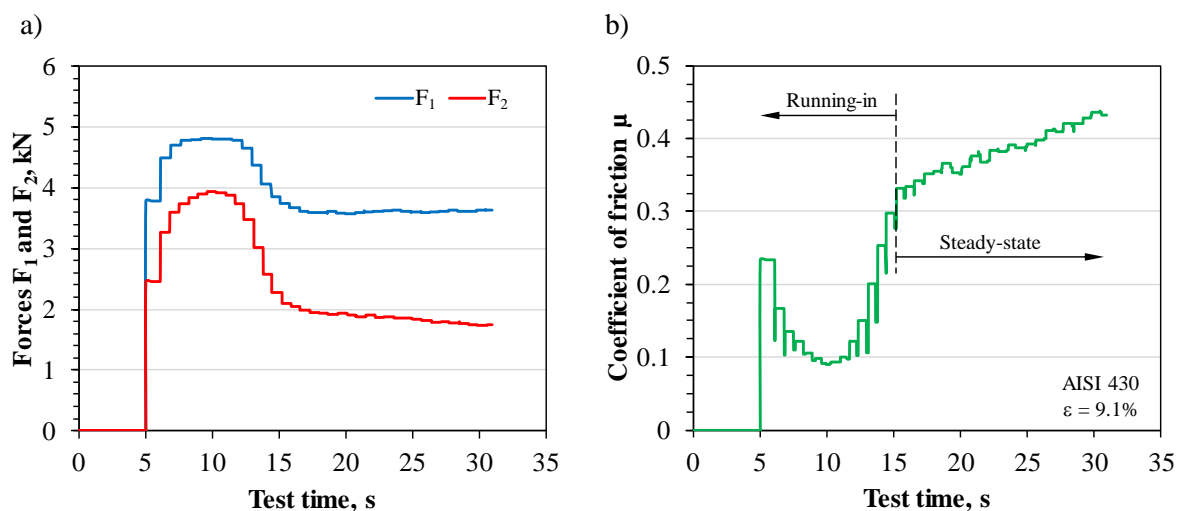 a)
Forces F₁ and F₂, kN
6
5
4
3
2
1
0
F₁ F₂
0 5 10 15 20 25 30 35
Test time, s
b)
Coefficient of friction μ
0.5
0.4
0.3
0.2
0.1
0
Running-in
Steady-state
AISI 430
ε = 9.1%
0 5 10 15 20 25 30 35
Test time, s